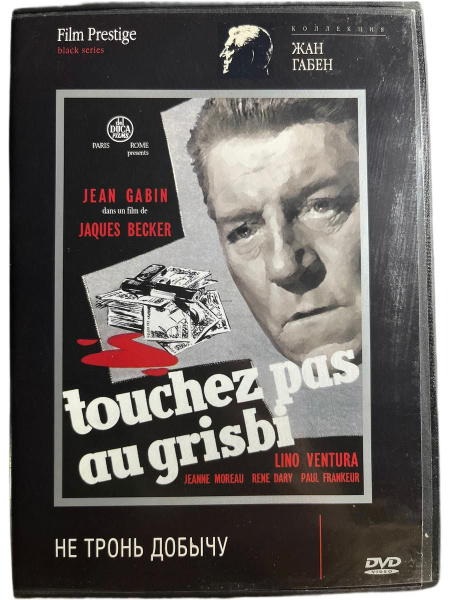 Film Prestige
black series
КОЛЛЕКЦИЯ
ЖАН
ГАБЕН
del
DUCA
FILMS
PARIS ROME
presents
JEAN GABIN
dans un film de
JAQUES BECKER
touchez pas
au grisbi
LINO VENTURA
JEANNE MOREAU RENE DARY PAUL FRANKEUR
НЕ ТРОНЬ ДОБЫЧУ
DVD
VIDEO